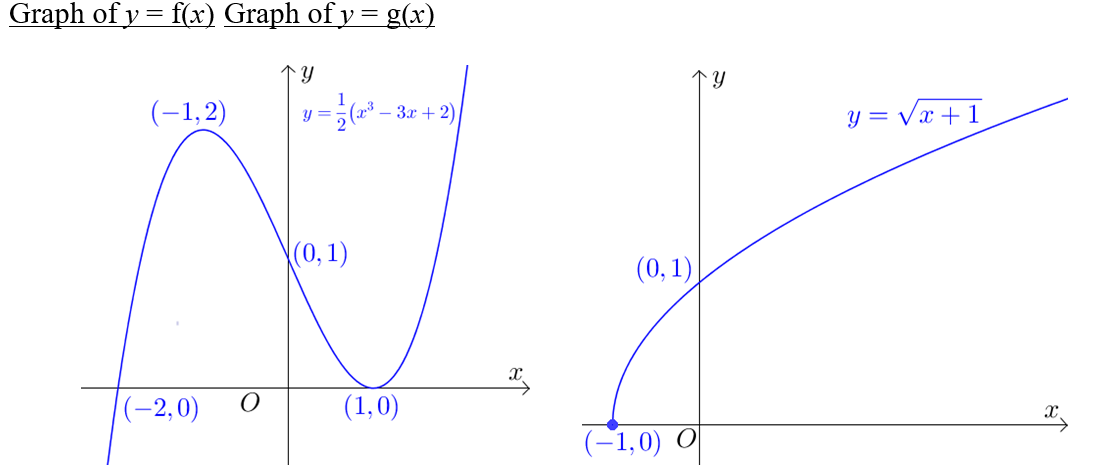 Graph of y = f(x) Graph of y = g(x)
y
(−1, 2)
y = 1/2(x³ − 3x + 2)
(0, 1)
x
(−2, 0)
O
(1, 0)
y
y = √(x + 1)
(0, 1)
x
(−1, 0)
O